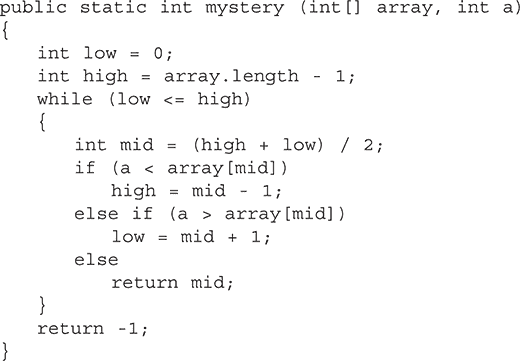 public static int mystery (int[] array, int a)
{
int low = 0;
int high = array.length - 1;
while (low <= high)
{
int mid = (high + low) / 2;
if (a < array[mid])
high = mid - 1;
else if (a > array[mid])
low = mid + 1;
else
return mid;
}
return -1;
}